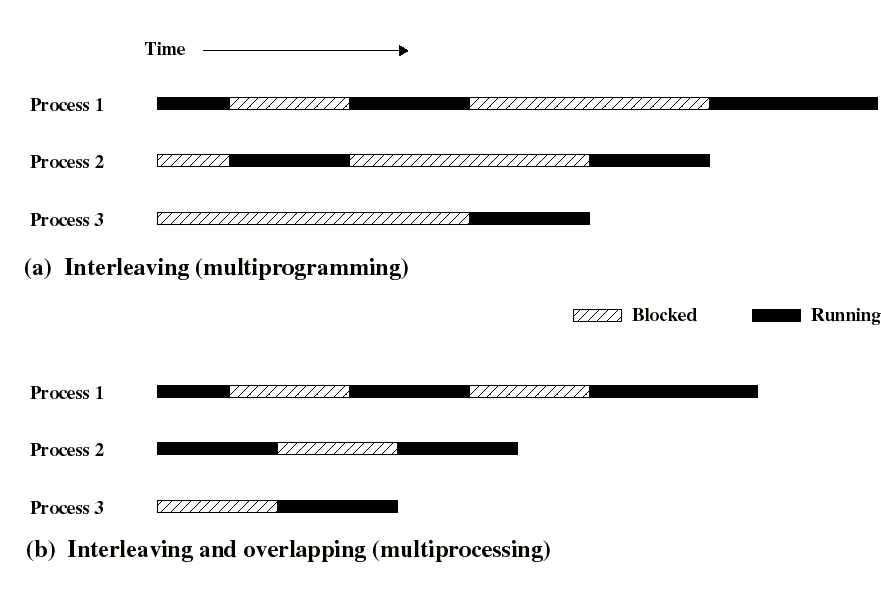 Time
Process 1
Process 2
Process 3
(a) Interleaving (multiprogramming)
Blocked Running
Process 1
Process 2
Process 3
(b) Interleaving and overlapping (multiprocessing)